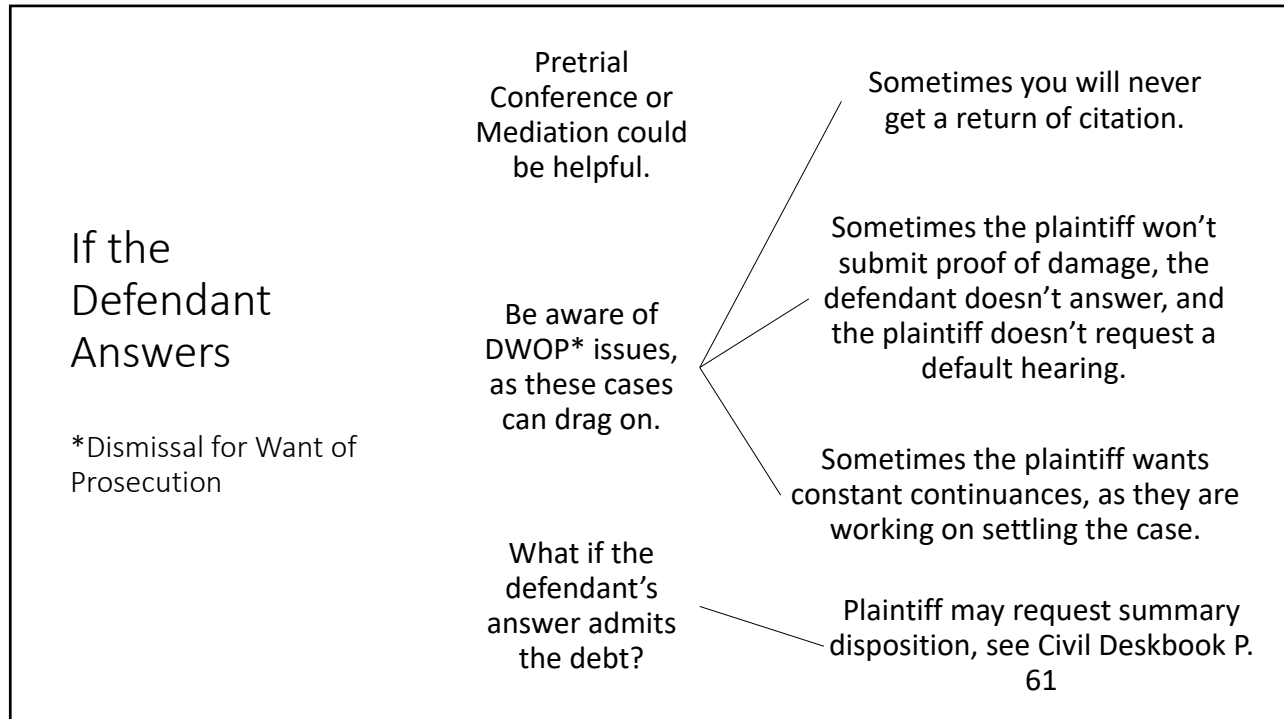 If the
Defendant
Answers
*Dismissal for Want of
Prosecution
Pretrial
Conference or
Mediation could
be helpful.
Be aware of
DWOP* issues,
as these cases
can drag on.
Sometimes you will never
get a return of citation.
Sometimes the plaintiff won’t
submit proof of damage, the
defendant doesn’t answer, and
the plaintiff doesn’t request a
default hearing.
Sometimes the plaintiff wants
constant continuances, as they are
working on settling the case.
What if the
defendant’s
answer admits
the debt?
Plaintiff may request summary
disposition, see Civil Deskbook P.
61